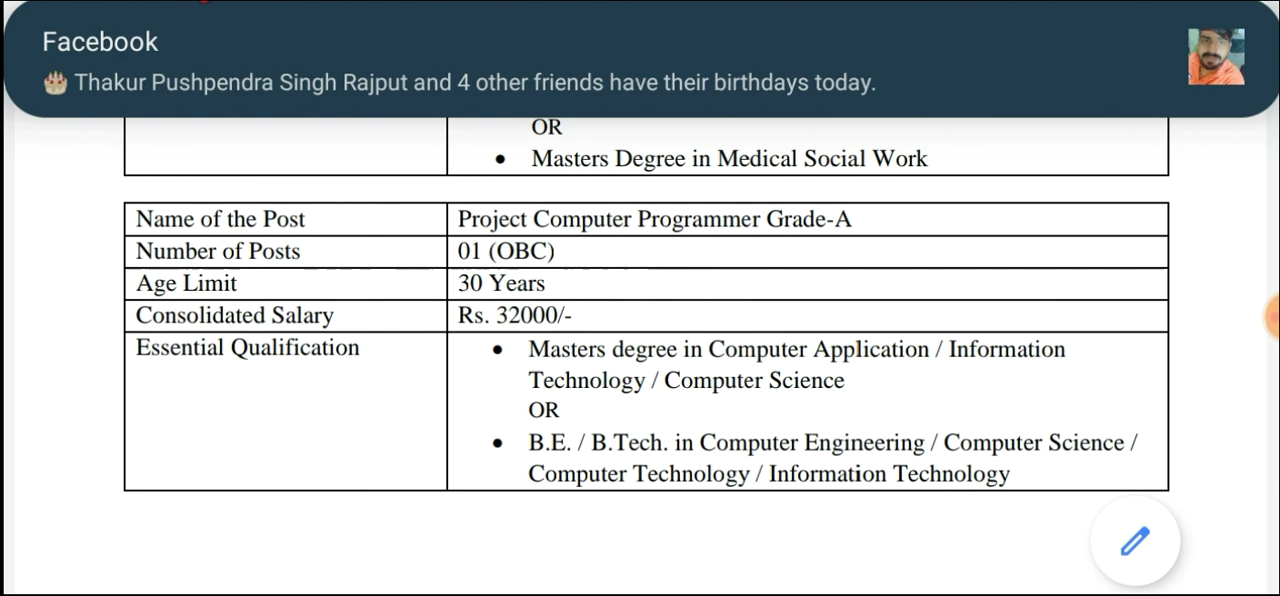 Facebook
🎂 Thakur Pushpendra Singh Rajput and 4 other friends have their birthdays today.
OR
• Masters Degree in Medical Social Work
Name of the Post Project Computer Programmer Grade-A
Number of Posts 01 (OBC)
Age Limit 30 Years
Consolidated Salary Rs. 32000/-
Essential Qualification • Masters degree in Computer Application / Information
Technology / Computer Science
OR
• B.E. / B.Tech. in Computer Engineering / Computer Science /
Computer Technology / Information Technology